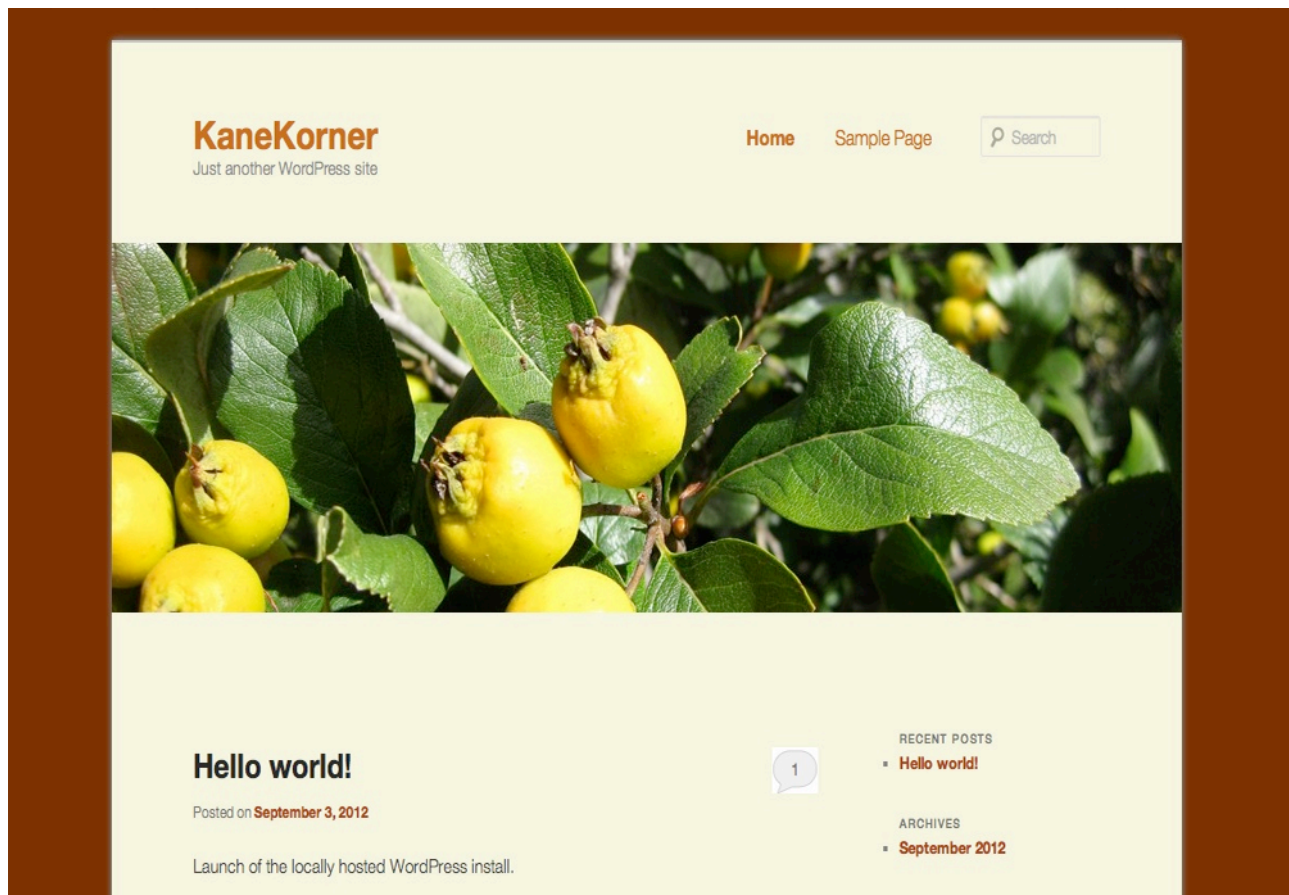 KaneKorner
Just another WordPress site
Home
Sample Page
Search
Hello world!
1
Posted on September 3, 2012
Launch of the locally hosted WordPress install.
RECENT POSTS
Hello world!
ARCHIVES
September 2012